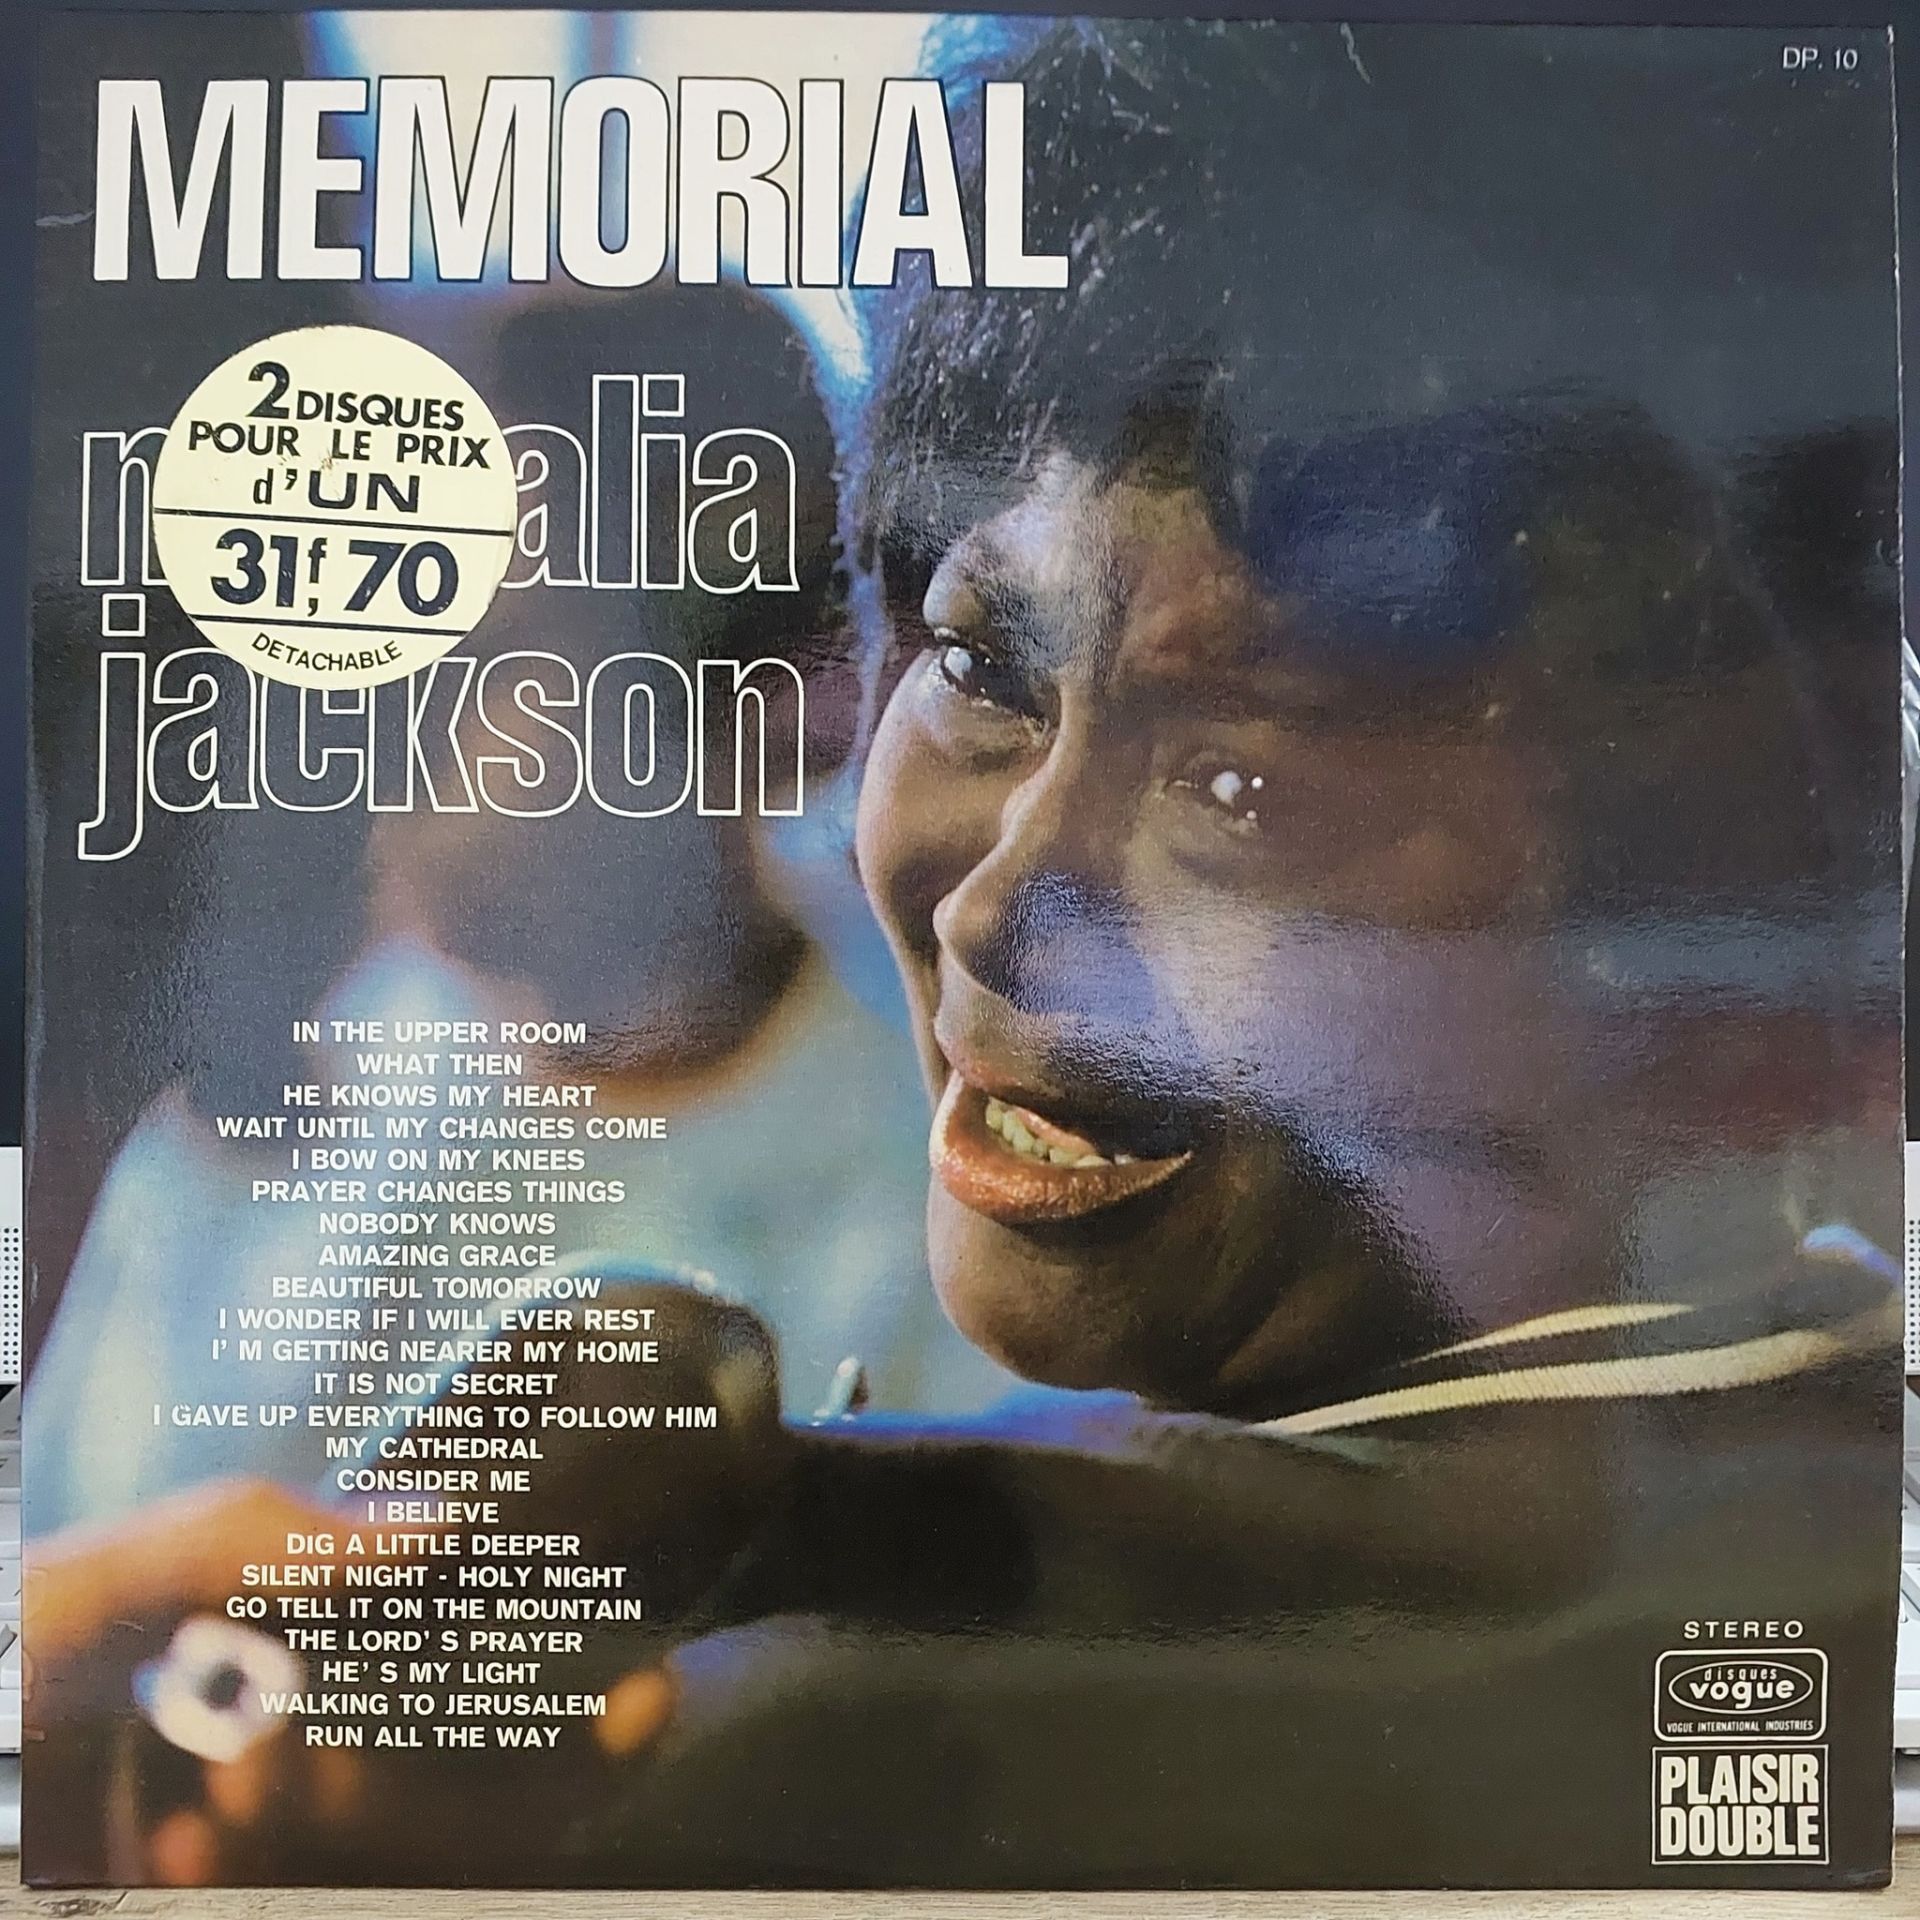 DP. 10
MEMORIAL
2 DISQUES
POUR LE PRIX
d'UN
31f,70
DETACHABLE
alia
jackson
IN THE UPPER ROOM
WHAT THEN
HE KNOWS MY HEART
WAIT UNTIL MY CHANGES COME
I BOW ON MY KNEES
PRAYER CHANGES THINGS
NOBODY KNOWS
AMAZING GRACE
BEAUTIFUL TOMORROW
I WONDER IF I WILL EVER REST
I' M GETTING NEARER MY HOME
IT IS NOT SECRET
I GAVE UP EVERYTHING TO FOLLOW HIM
MY CATHEDRAL
CONSIDER ME
I BELIEVE
DIG A LITTLE DEEPER
SILENT NIGHT - HOLY NIGHT
GO TELL IT ON THE MOUNTAIN
THE LORD' S PRAYER
HE' S MY LIGHT
WALKING TO JERUSALEM
RUN ALL THE WAY
STEREO
disques
vogue
VOGUE INTERNATIONAL INDUSTRIES
PLAISIR
DOUBLE